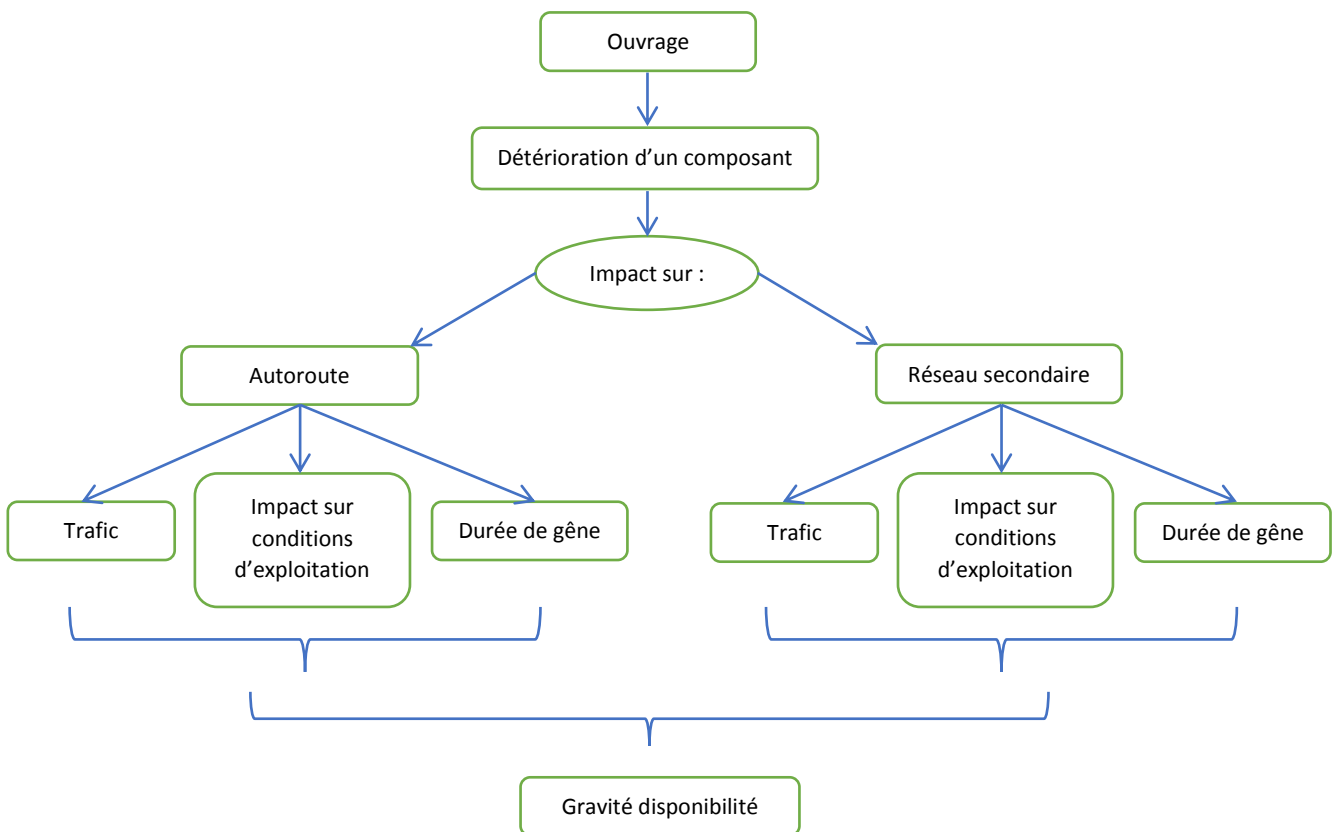 Ouvrage
Détérioration d’un composant
Impact sur :
Autoroute
Réseau secondaire
Trafic
Impact sur
conditions
d’exploitation
Durée de gêne
Trafic
Impact sur
conditions
d’exploitation
Durée de gêne
Gravité disponibilité